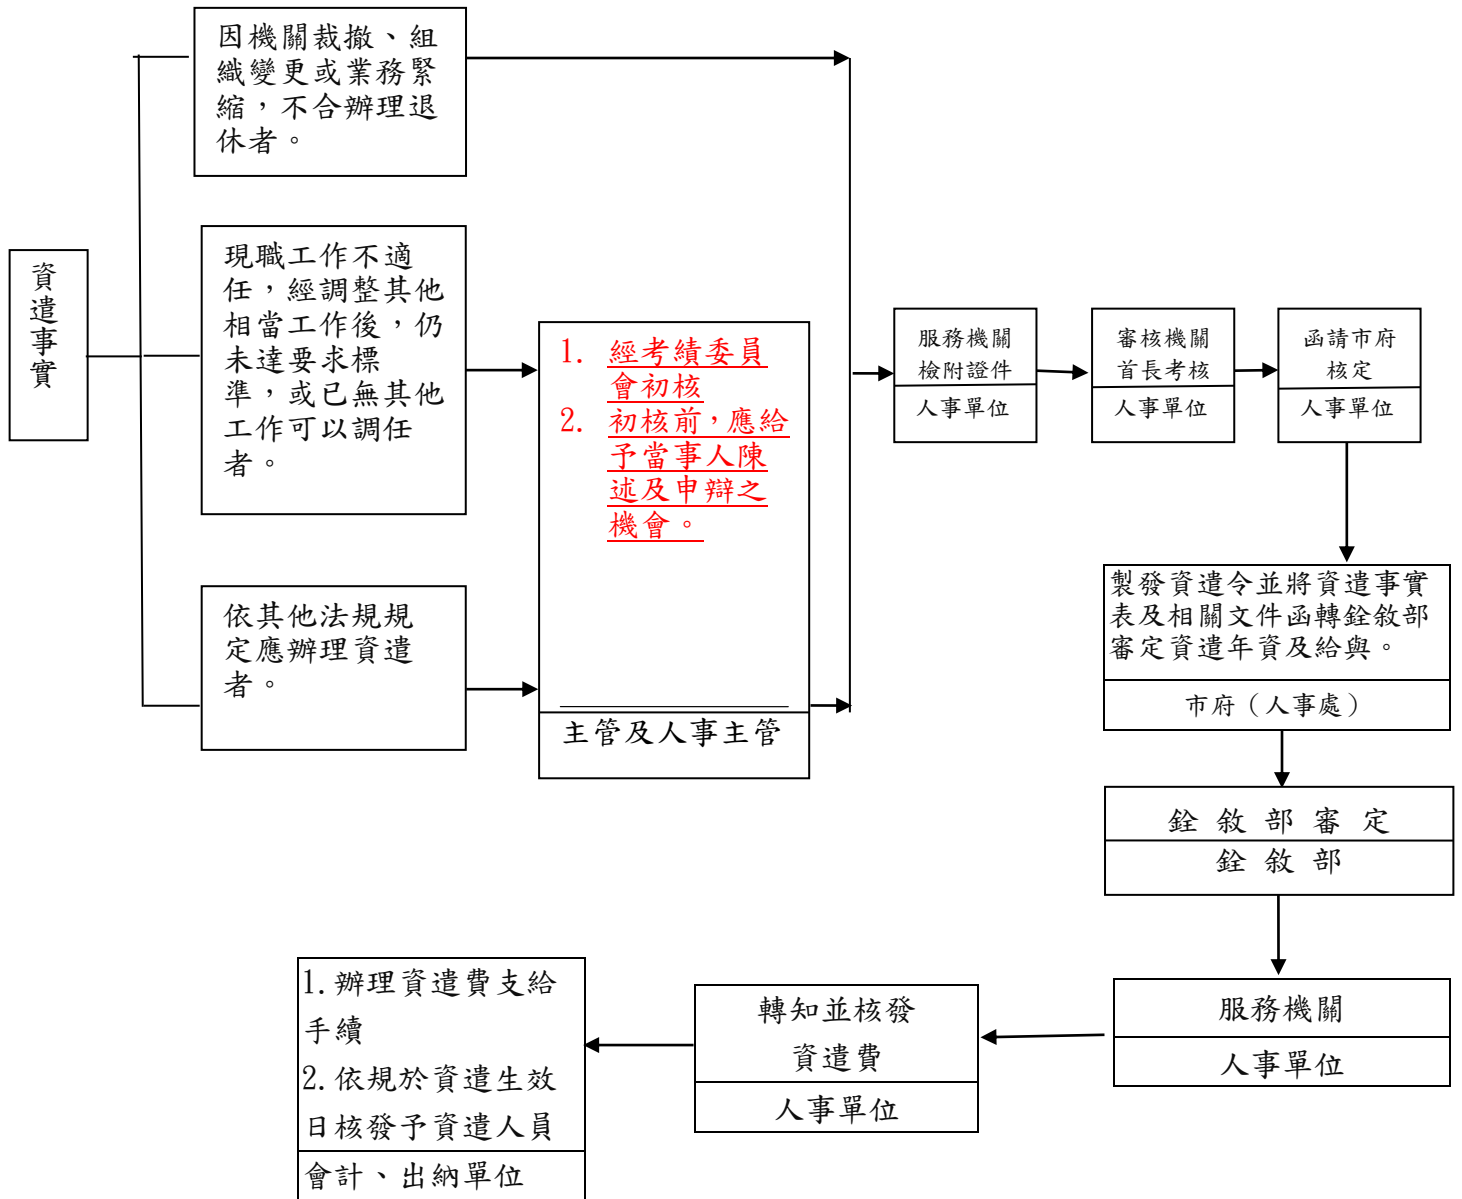 資遣事實
因機關裁撤、組
織變更或業務緊
縮，不合辦理退
休者。
現職工作不適
任，經調整其他
相當工作後，仍
未達要求標
準，或已無其他
工作可以調任
者。
依其他法規規
定應辦理資遣
者。
1. 經考績委員
會初核
2. 初核前，應給
予當事人陳
述及申辯之
機會。
主管及人事主管
服務機關
檢附證件
人事單位
審核機關
首長考核
人事單位
函請市府
核定
人事單位
製發資遣令並將資遣事實
表及相關文件函轉銓敘部
審定資遣年資及給與。
市府（人事處）
銓敘部審定
銓敘部
服務機關
人事單位
轉知並核發
資遣費
人事單位
1.辦理資遣費支給
手續
2.依規於資遣生效
日核發予資遣人員
會計、出納單位